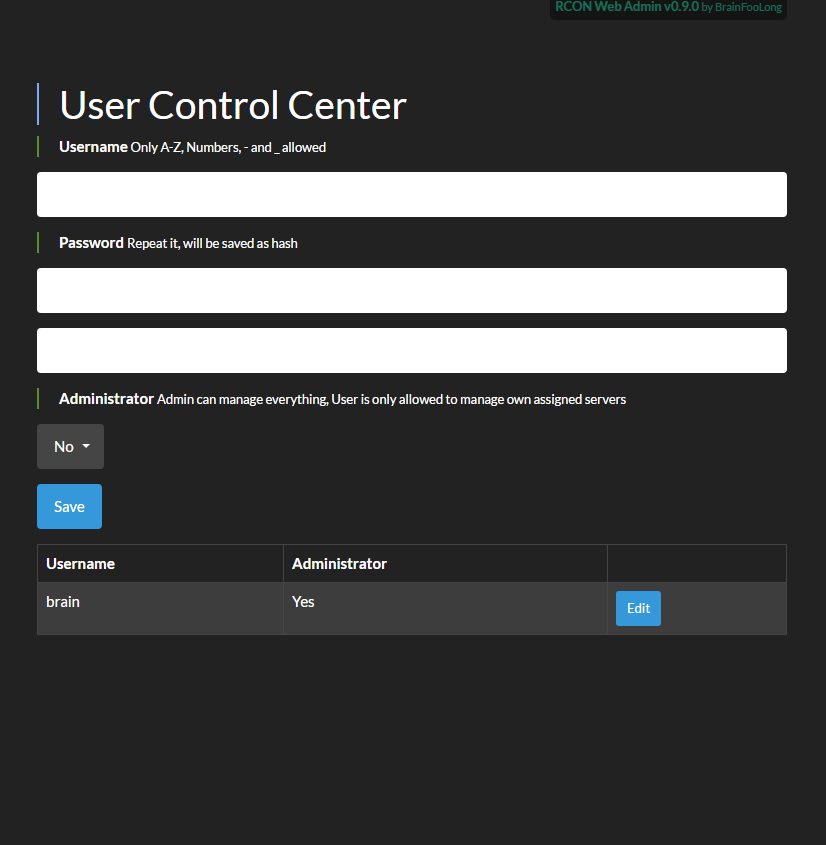 RCON Web Admin v0.9.0 by BrainFooLong
User Control Center
Username Only A-Z, Numbers, - and _ allowed
Password Repeat it, will be saved as hash
Administrator Admin can manage everything, User is only allowed to manage own assigned servers
No
Save
Username Administrator
brain Yes Edit